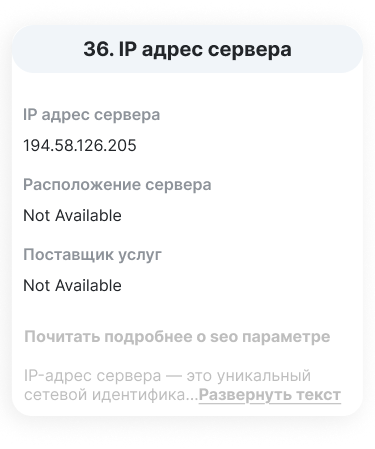 36. IP адрес сервера
IP адрес сервера
194.58.126.205
Расположение сервера
Not Available
Поставщик услуг
Not Available
Почитать подробнее о seo параметре
IP-адрес сервера — это уникальный
сетевой идентифика...Развернуть текст